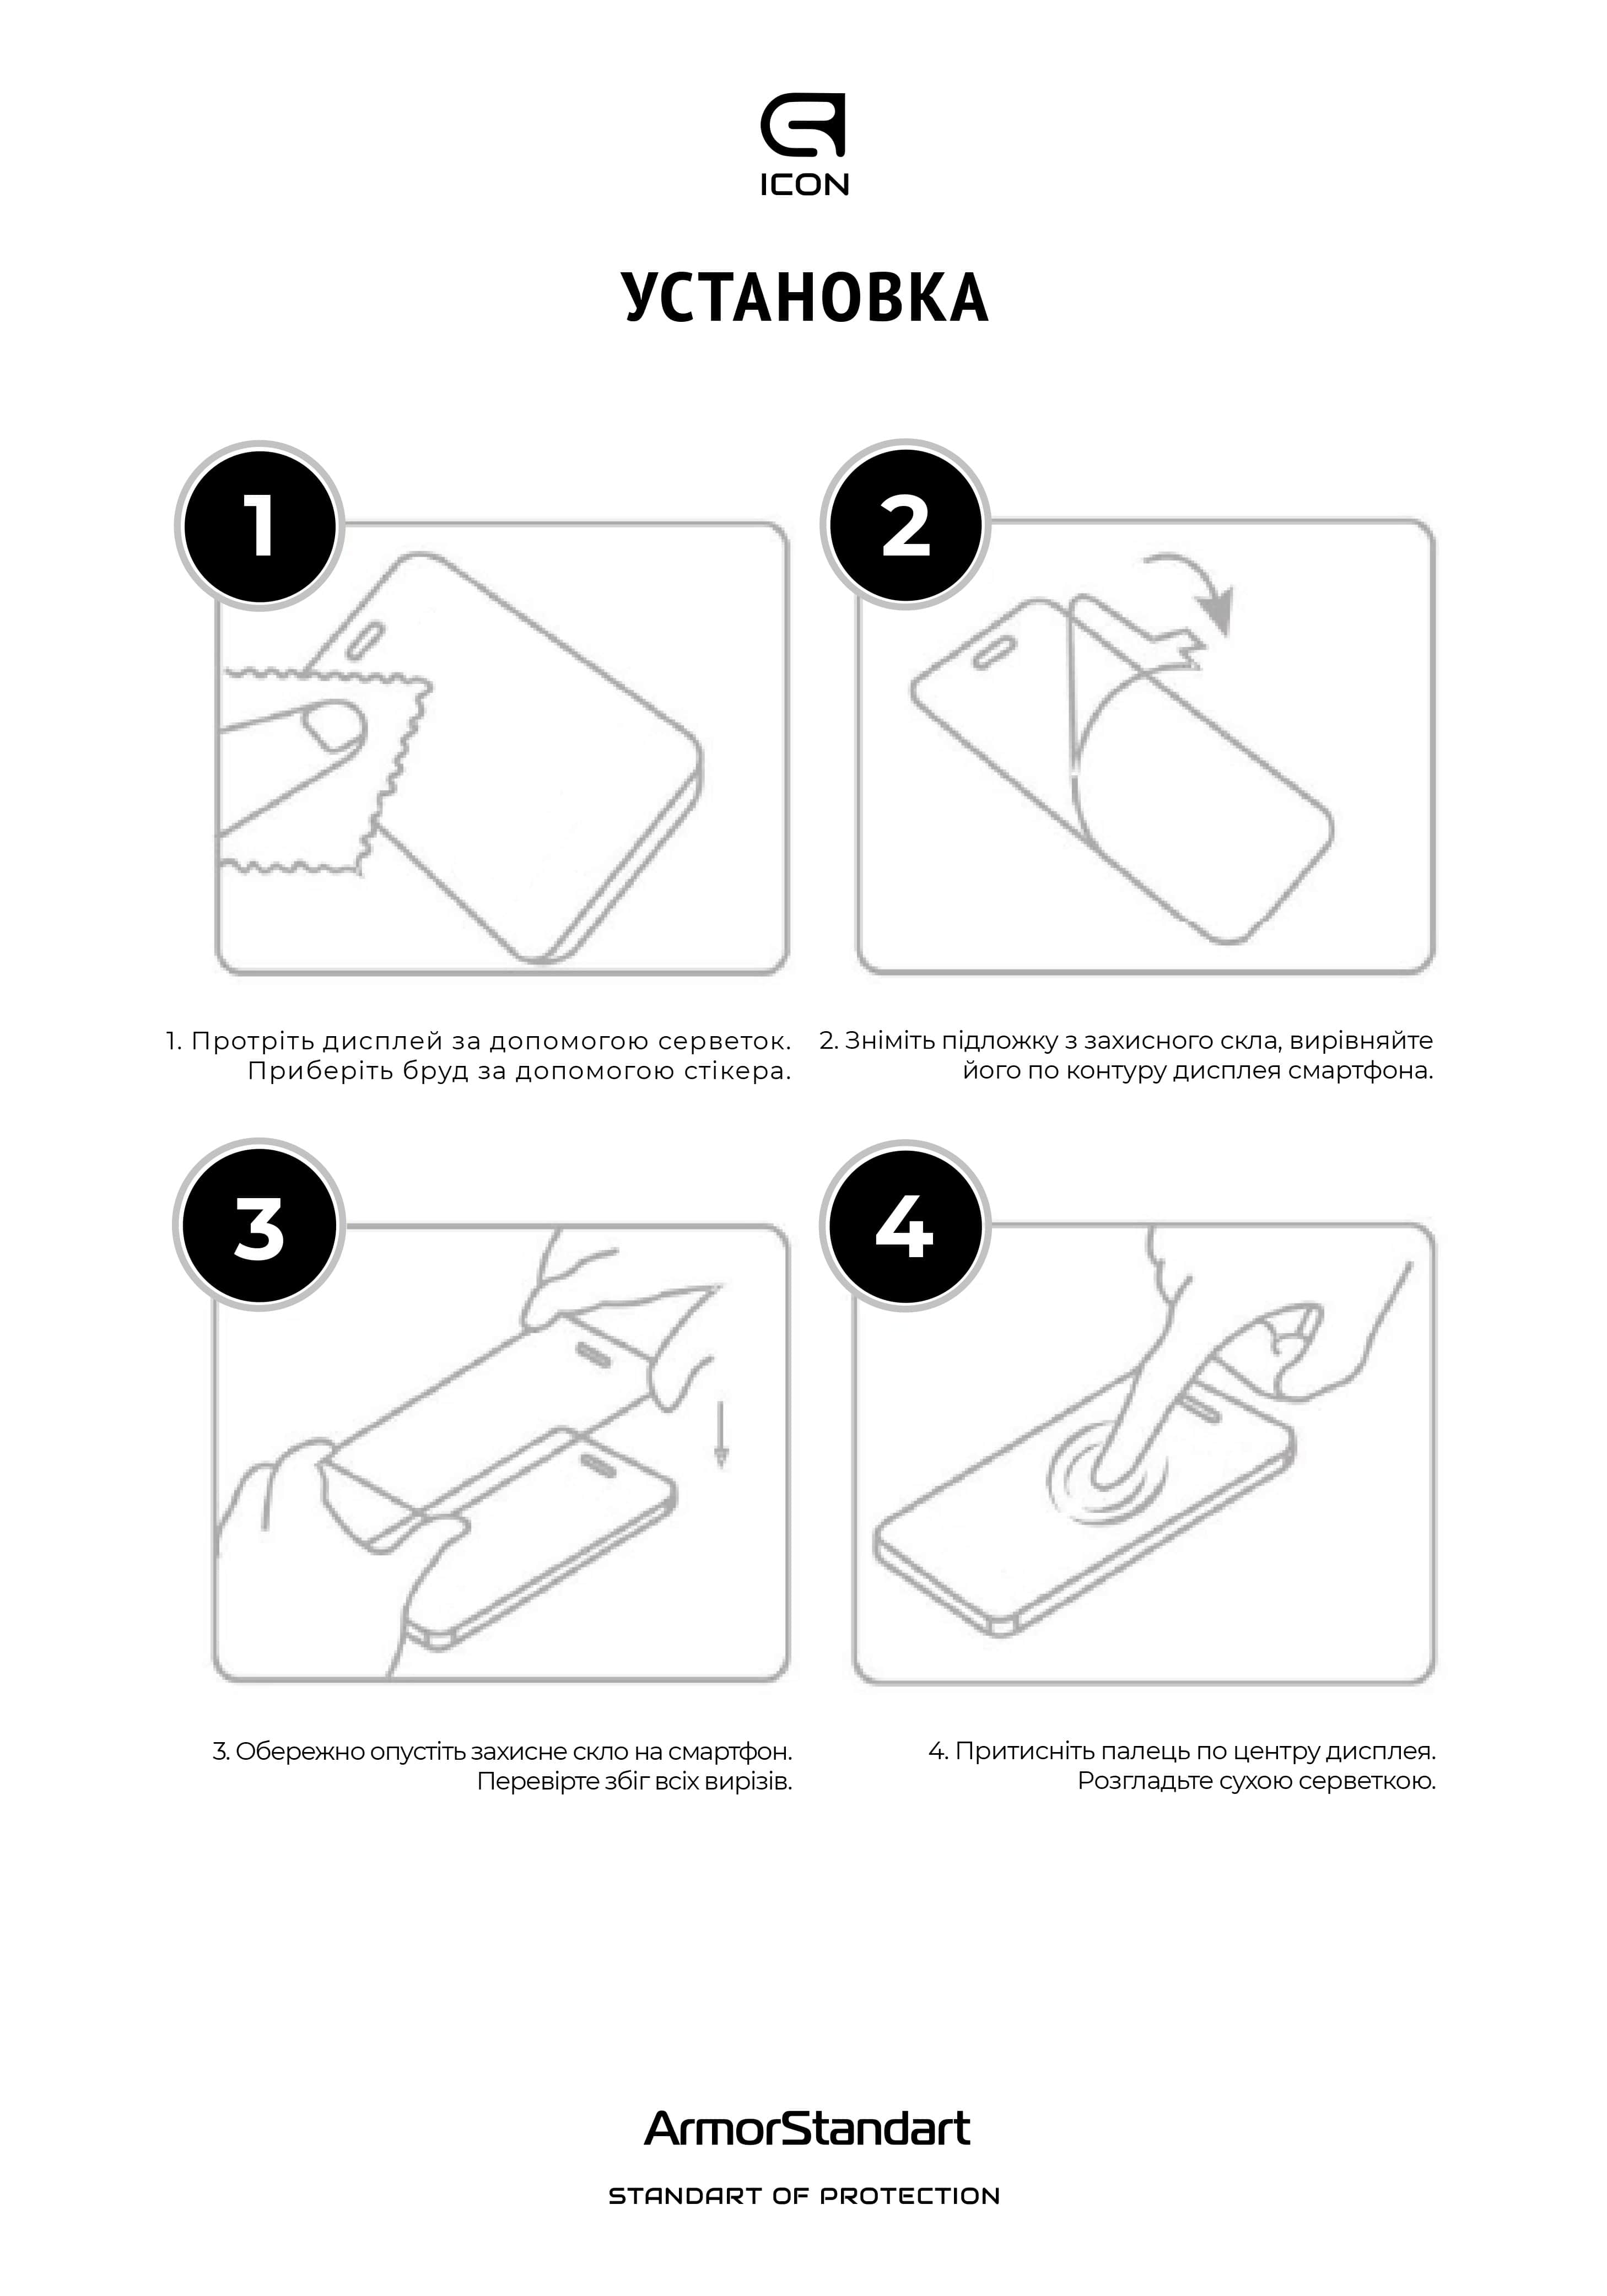 ICON
УСТАНОВКА
1
2
1. Протріть дисплей за допомогою серветок.
Приберіть бруд за допомогою стікера.
2. Зніміть підложку з захисного скла, вирівняйте
його по контуру дисплея смартфона.
3
4
3. Обережно опустіть захисне скло на смартфон.
Перевірте збіг всіх вирізів.
4. Притисніть палець по центру дисплея.
Розгладьте сухою серветкою.
ArmorStandart
STANDART OF PROTECTION